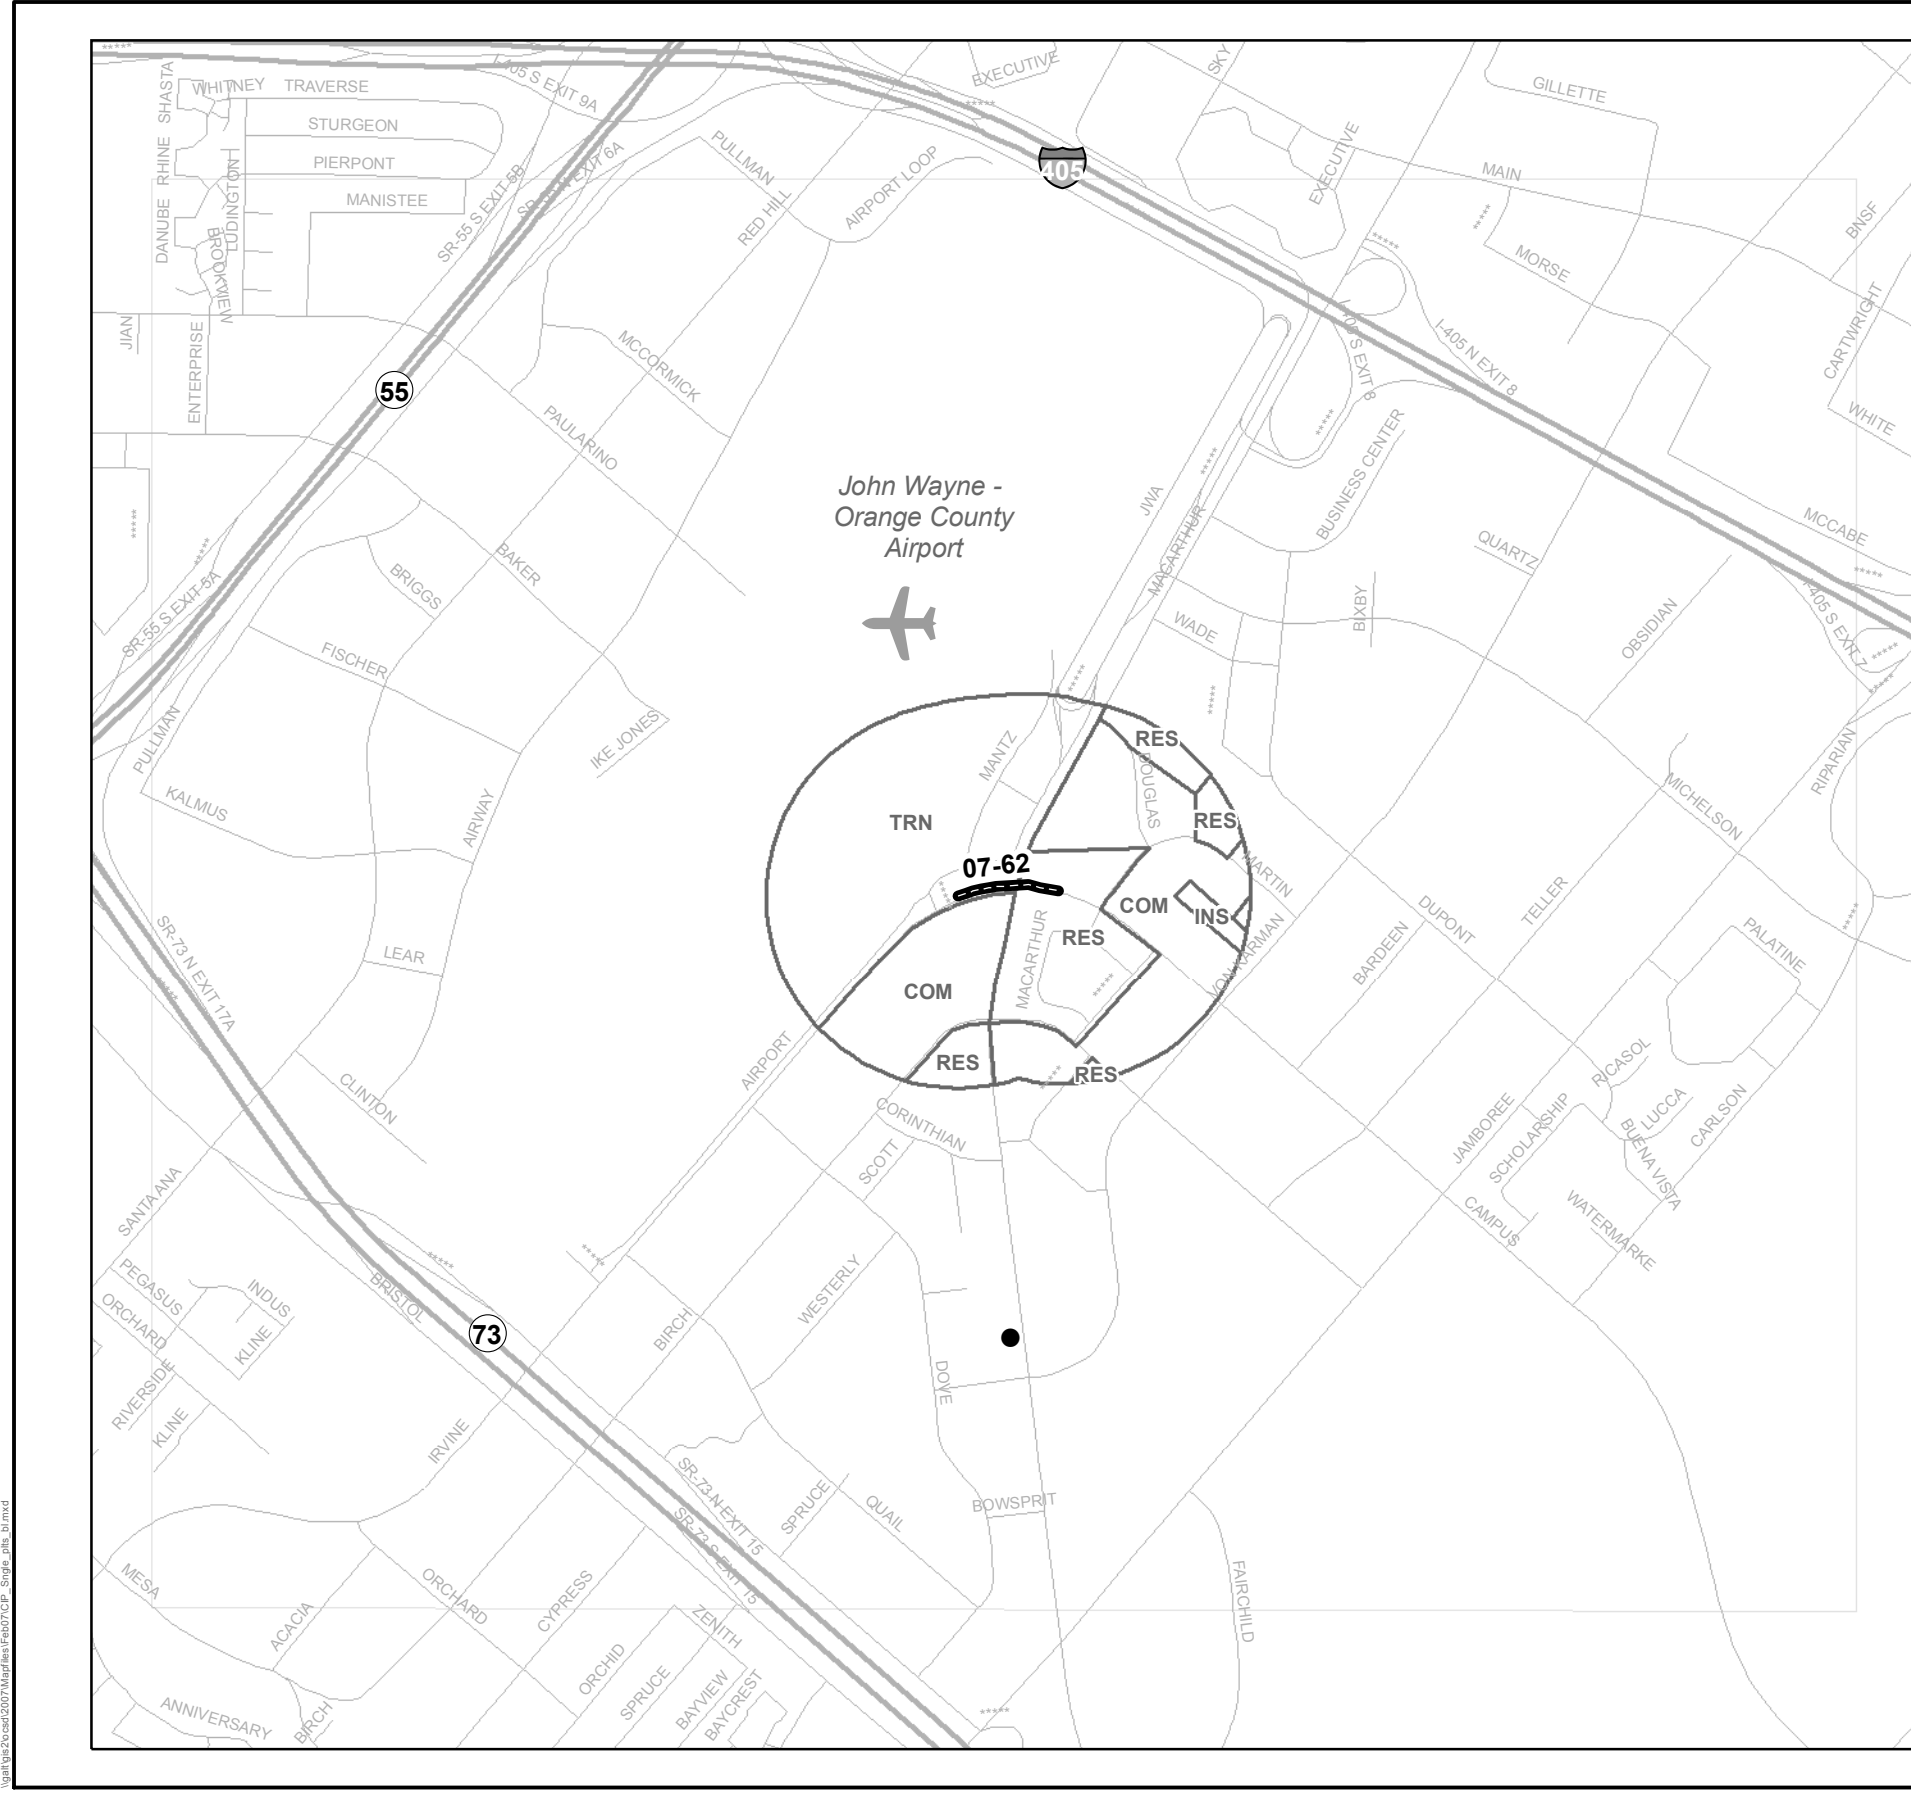 *****
I-405 S EXIT 9A
EXECUTIVE
*****
SKY
GILLETTE
SHASTA
WHITNEY
TRAVERSE
STURGEON
PIERPONT
MANISTEE
RHINE
DANUBE
LUDINGTON
BROOKVIEW
SR-55 S EXIT 5B
PULLMAN
RED HILL
AIRPORT LOOP
405
EXECUTIVE
MAIN
*****
*****
MORSE
BNSF
CARTWRIGHT
WHITE
JIAN
ENTERPRISE
55
MCCORMICK
PAULARINO
I-405 S EXIT 8
I-405 N EXIT 8
*****
BUSINESS CENTER
John Wayne -
Orange County
Airport
JWA
*****
MACARTHUR
QUARTZ
MCCABE
*****
I-405 S EXIT 7
*****
*****
*****
*****
SR-55 S EXIT 5A
BAKER
BRIGGS
FISCHER
WADE
BIXBY
OBSIDIAN
PULLMAN
IKE JONES
KALMUS
AIRWAY
*****
*****
MANTZ
RES
DOUGLAS
RES
TRN
07-62
*****
MARTIN
COM
INS
RES
MACARTHUR
*****
COM
VON KARMAN
RES
RES
*****
MICHELSON
RIPARIAN
TELLER
DUPONT
BARDEEN
*****
PALATINE
LEAR
SR-73 N EXIT 17A
*****
CLINTON
AIRPORT
CORINTHIAN
SCOTT
RICASOL
LUCCA
BUENA VISTA
CARLSON
JAMBOREE
SCHOLARSHIP
WATERMARKE
CAMPUS
SANTA ANA
*****
*****
PEGASUS
ORCHARD
INDUS
KLINE
RIVERSIDE
KLINE
BRISTOL
73
WESTERLY
BIRCH
DOVE
IRVINE
SR-73 N EXIT 15
SR-73 S EXIT 15
SPRUCE
QUAIL
BOWSPRIT
FAIRCHILD
MESA
ACACIA
ORCHARD
CYPRESS
ZENITH
ORCHID
SPRUCE
BAYVIEW
BAYCREST
ANNIVERSARY
BIRCH
*****